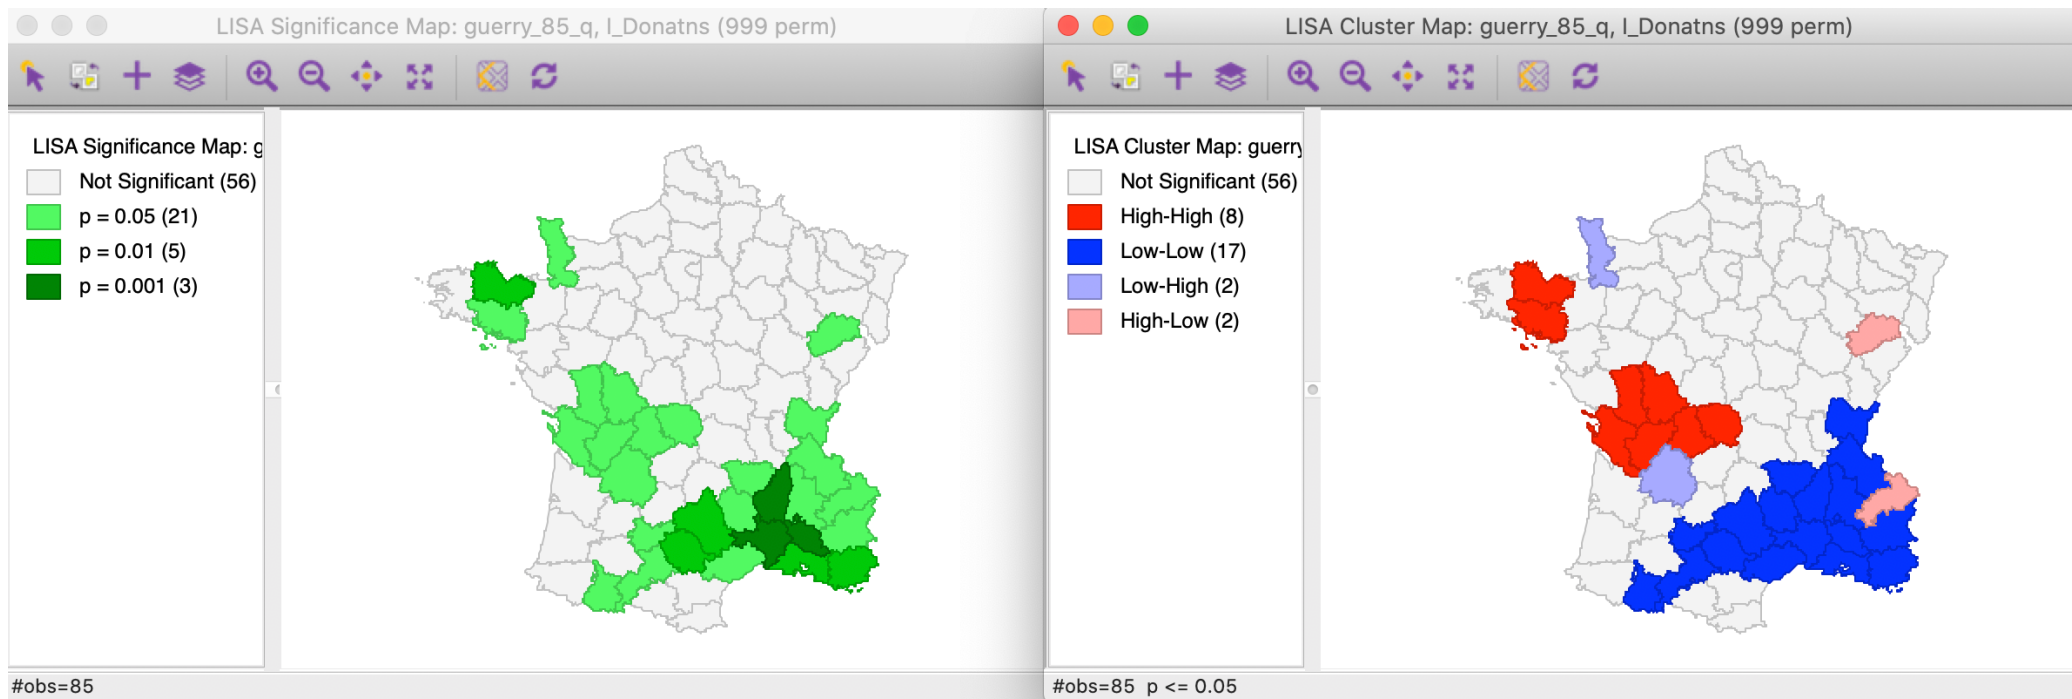 LISA Significance Map: guerry_85_q, I_Donatns (999 perm)
LISA Significance Map: g
Not Significant (56)
p = 0.05 (21)
p = 0.01 (5)
p = 0.001 (3)
#obs=85
LISA Cluster Map: guerry_85_q, I_Donatns (999 perm)
LISA Cluster Map: guerry
Not Significant (56)
High-High (8)
Low-Low (17)
Low-High (2)
High-Low (2)
#obs=85 p <= 0.05